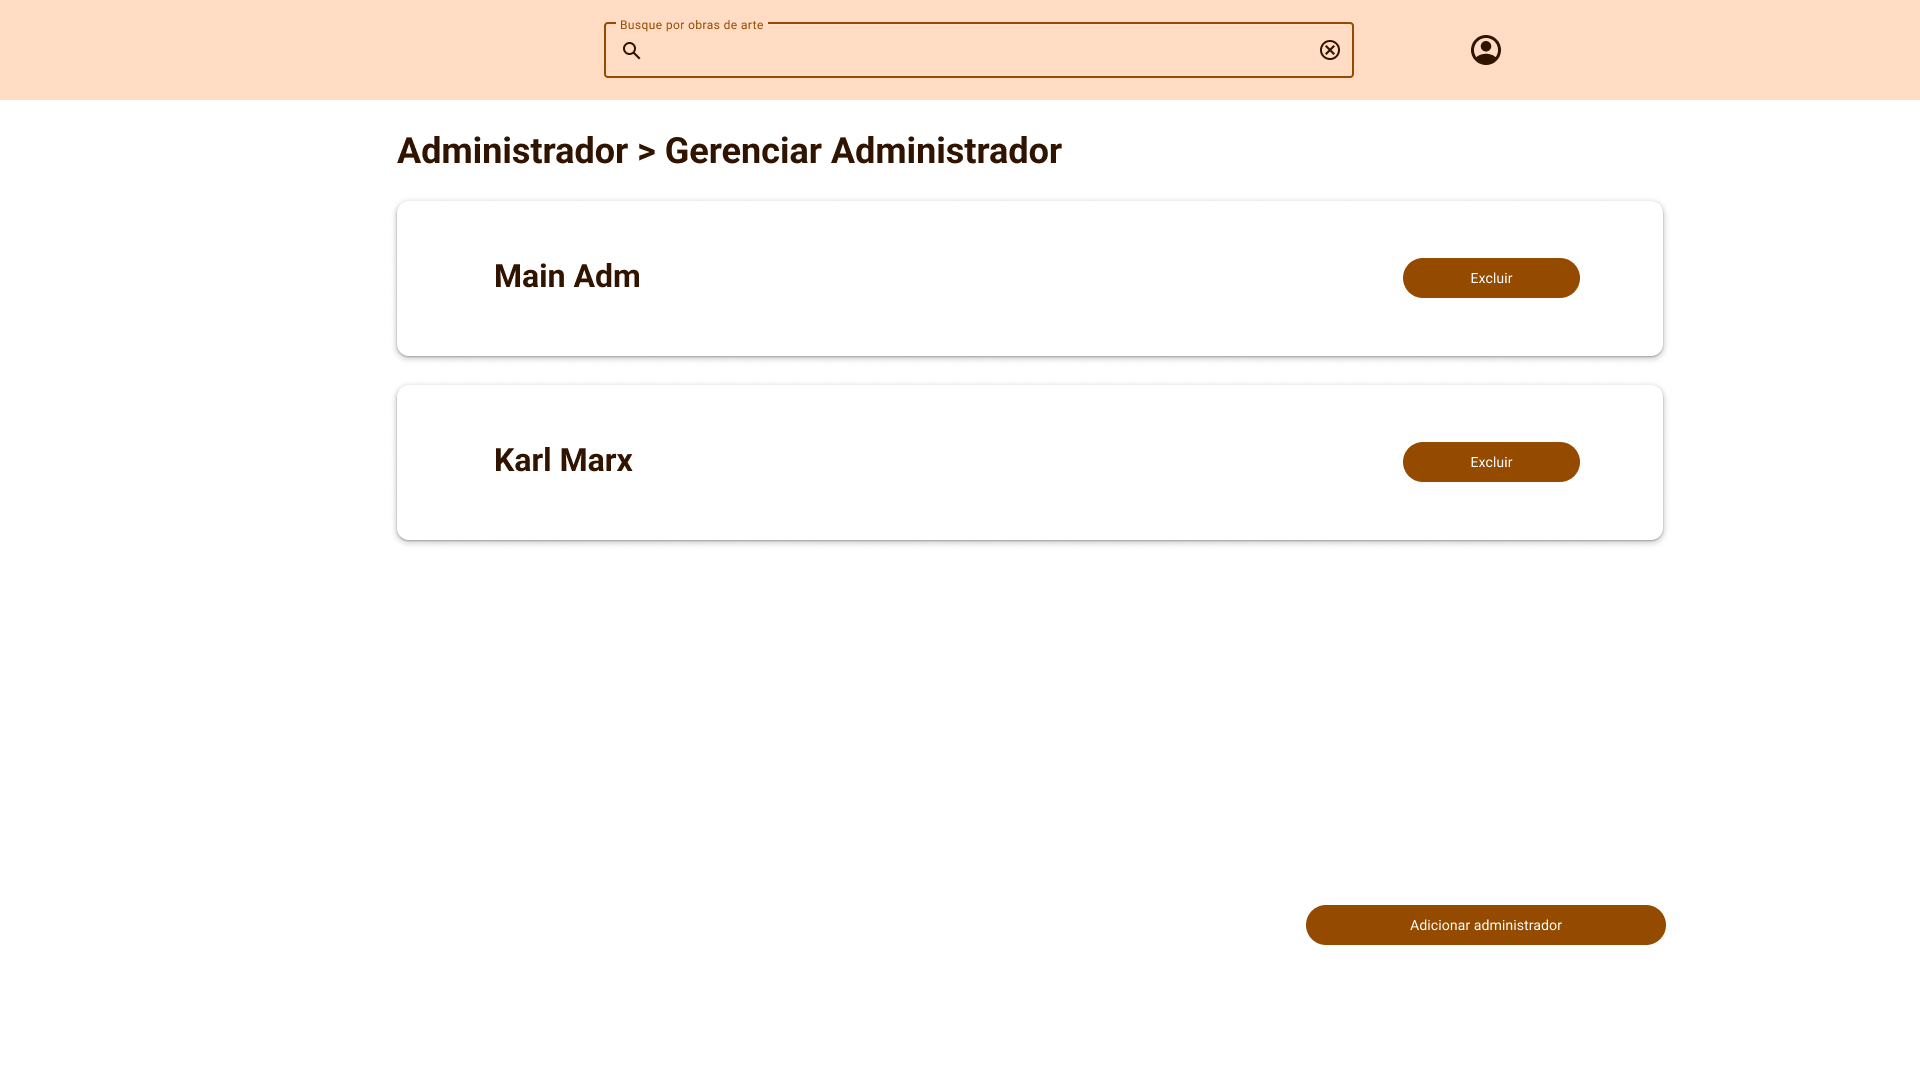 Busque por obras de arte
Administrador > Gerenciar Administrador
Main Adm
Excluir
Karl Marx
Excluir
Adicionar administrador